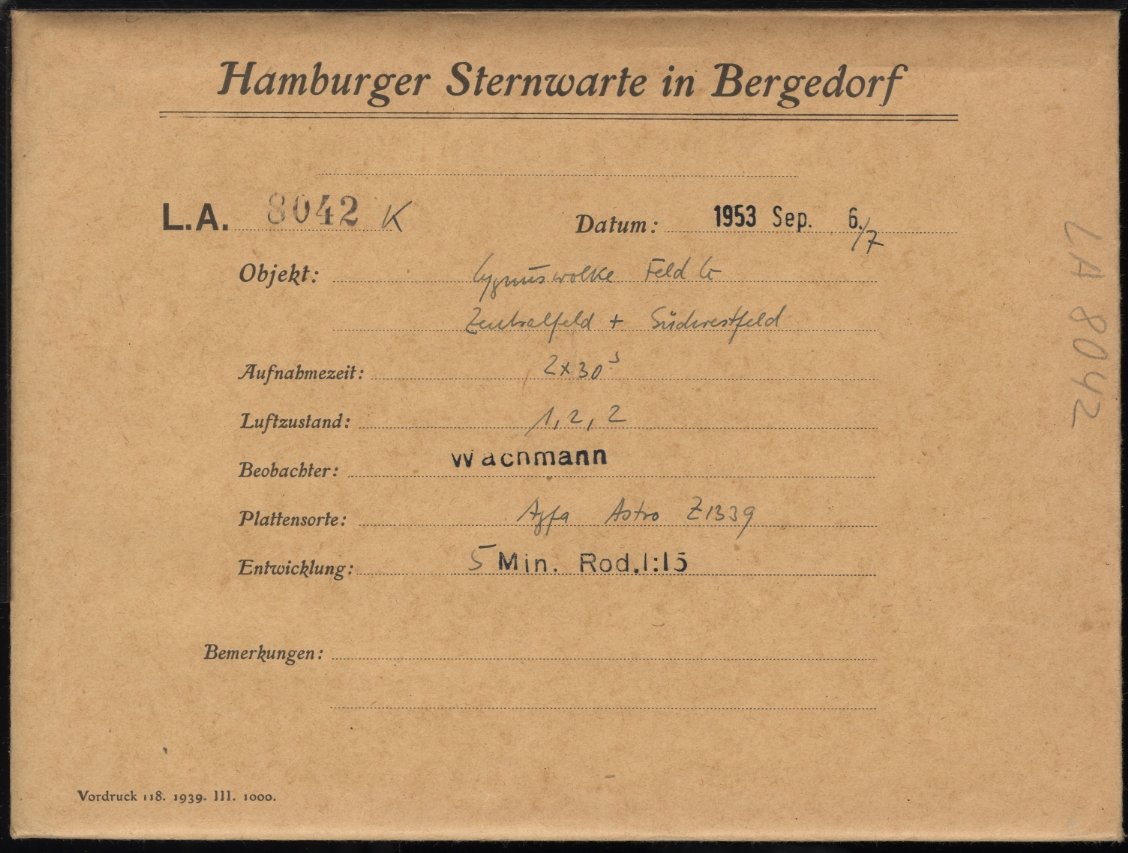 Hamburger Sternwarte in Bergedorf
L.A. 8042 K
Datum: 1953 Sep. 6./7
Objekt: Cygnuswolke Feld
Zentralfeld + Südwestfeld
Aufnahmezeit: 2x30
Luftzustand: 1, 2, 2
Beobachter: Wachmann
Plattensorte: Agfa Astro Z1339
Entwicklung: 5 Min. Rod. 1:15
Bemerkungen:
Vordruck 118. 1939. III. 1000.
LA 8042